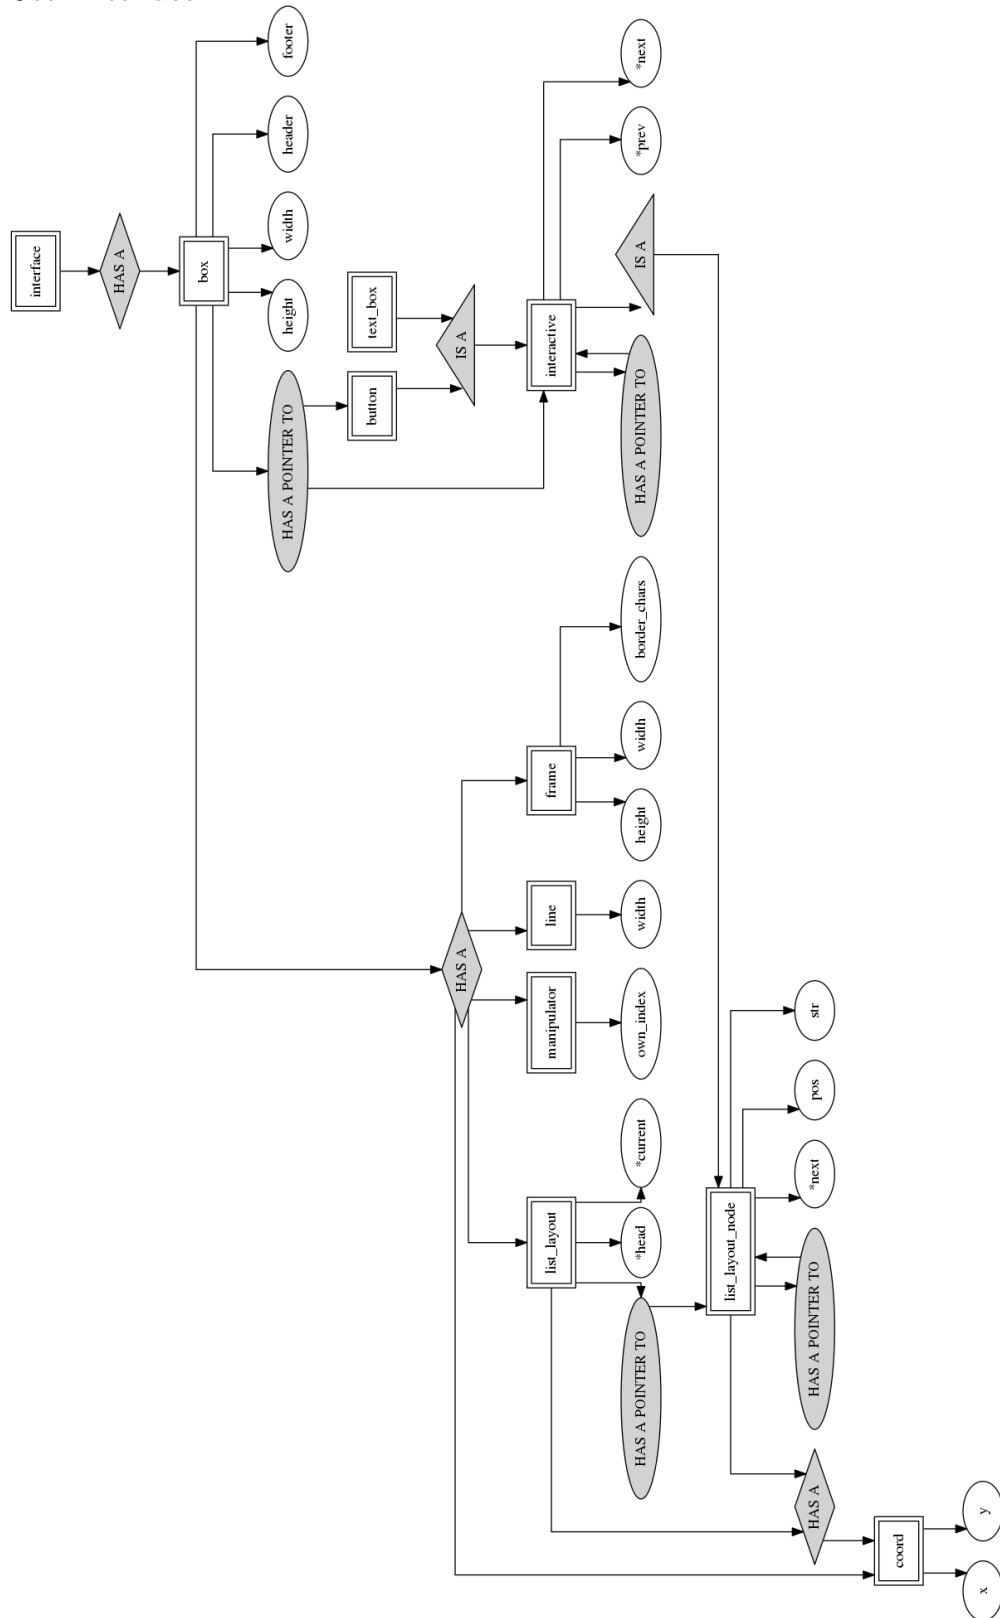 interface
HAS A
box
HAS A POINTER TO
height
width
header
footer
button
text_box
HAS A
IS A
list_layout
manipulator
line
frame
interactive
HAS A POINTER TO
*head
*current
own_index
width
height
width
border_chars
HAS A POINTER TO
IS A
*prev
*next
list_layout_node
HAS A
HAS A POINTER TO
*next
pos
str
coord
x
y